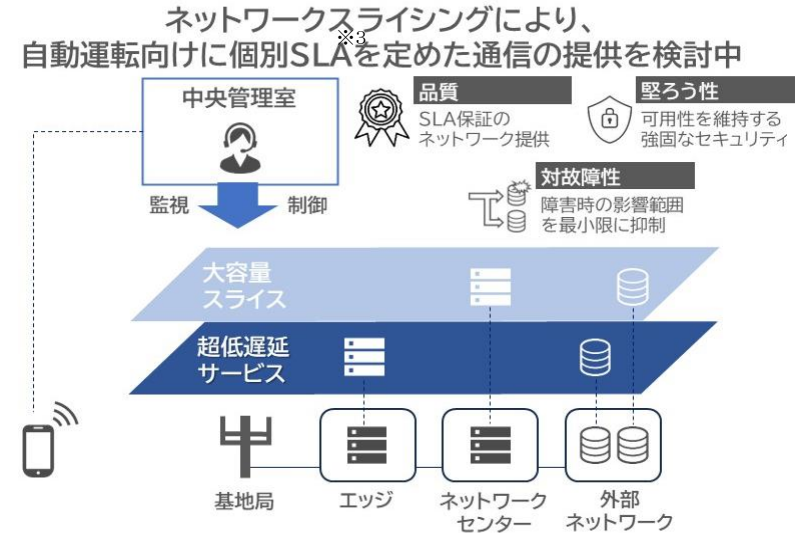 ネットワークスライシングにより、
自動運転向けに個別SLAを定めた通信の提供を検討中
※3
中央管理室
品質
SLA保証の
ネットワーク提供
堅ろう性
可用性を維持する
強固なセキュリティ
監視
制御
対故障性
障害時の影響範囲
を最小限に抑制
大容量
スライス
超低遅延
サービス
基地局
エッジ
ネットワーク
センター
外部
ネットワーク